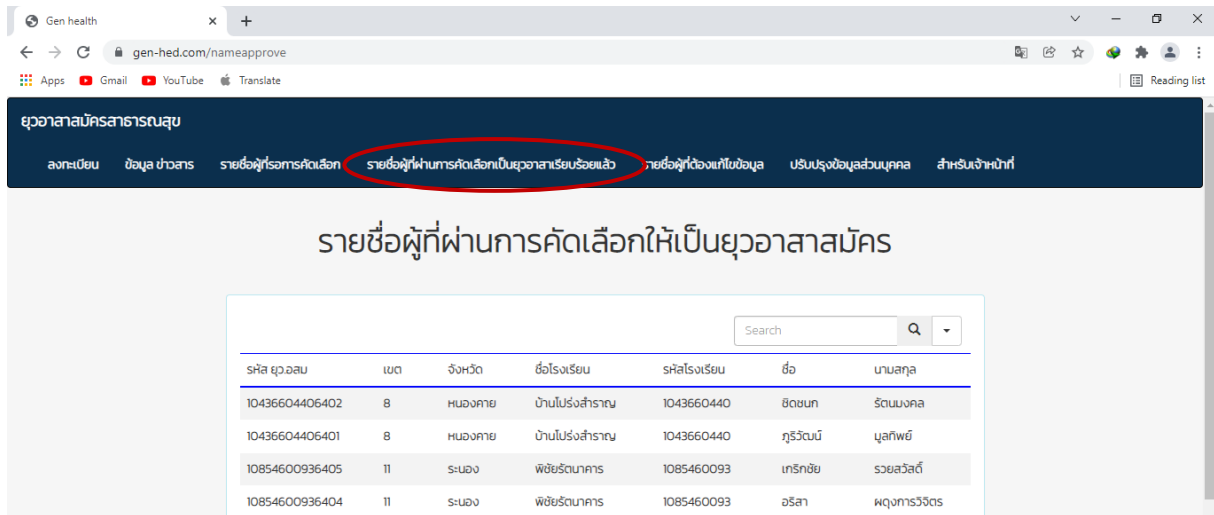 Gen health
gen-hed.com/nameapprove
Apps Gmail YouTube Translate Reading list
ยุวอาสาสมัครสาธารณสุข
ลงทะเบียน ข้อมูล ข่าวสาร รายชื่อผู้ที่รอการคัดเลือก รายชื่อผู้ที่ผ่านการคัดเลือกเป็นยุวอาสาเรียบร้อยแล้ว รายชื่อผู้ที่ต้องแก้ไขข้อมูล ปรับปรุงข้อมูลส่วนบุคคล สำหรับเจ้าหน้าที่
รายชื่อผู้ที่ผ่านการคัดเลือกให้เป็นยุวอาสาสมัคร
Search
รหัส ยุว.อสม เขต จังหวัด ชื่อโรงเรียน รหัสโรงเรียน ชื่อ นามสกุล
10436604406402 8 หนองคาย บ้านโปร่งสำราญ 1043660440 ชิดชนก รัตนมงคล
10436604406401 8 หนองคาย บ้านโปร่งสำราญ 1043660440 ภูริวัฒน์ มูลทิพย์
10854600936405 11 ระนอง พิชัยรัตนาคาร 1085460093 เกริกชัย รวยสวัสดิ์
10854600936404 11 ระนอง พิชัยรัตนาคาร 1085460093 อริสา ผดุงการวิจิตร